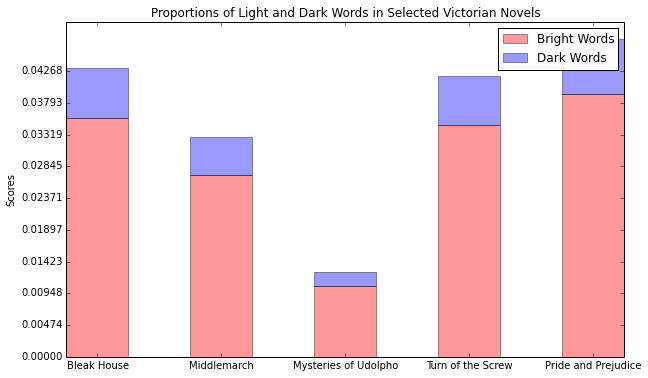 Proportions of Light and Dark Words in Selected Victorian Novels
Bright Words
Dark Words
Scores
0.04268
0.03793
0.03319
0.02845
0.02371
0.01897
0.01423
0.00948
0.00474
0.00000
Bleak House
Middlemarch
Mysteries of Udolpho
Turn of the Screw
Pride and Prejudice